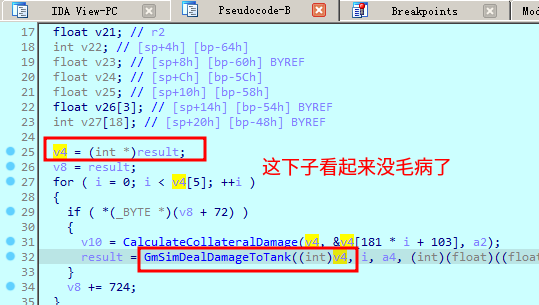 IDA View-PC
Pseudocode-B
Breakpoints
17 float v21; // r2
18 int v22; // [sp+4h] [bp-64h]
19 float v23; // [sp+8h] [bp-60h] BYREF
20 float v24; // [sp+Ch] [bp-5Ch]
21 float v25; // [sp+10h] [bp-58h]
22 float v26[3]; // [sp+14h] [bp-54h] BYREF
23 int v27[18]; // [sp+20h] [bp-48h] BYREF
24
25 v4 = (int *)result;
26 v8 = result;
这下子看起来没毛病了
27 for ( i = 0; i < v4[5]; ++i )
28 {
29 if ( *(_BYTE *)(v8 + 72) )
30 {
31 v10 = CalculateCollateralDamage(v4, &v4[181 * i + 103], a2);
32 result = GmSimDealDamageToTank((int)v4, i, a4, (int)(float)((floa
33 }
34 v8 += 724;